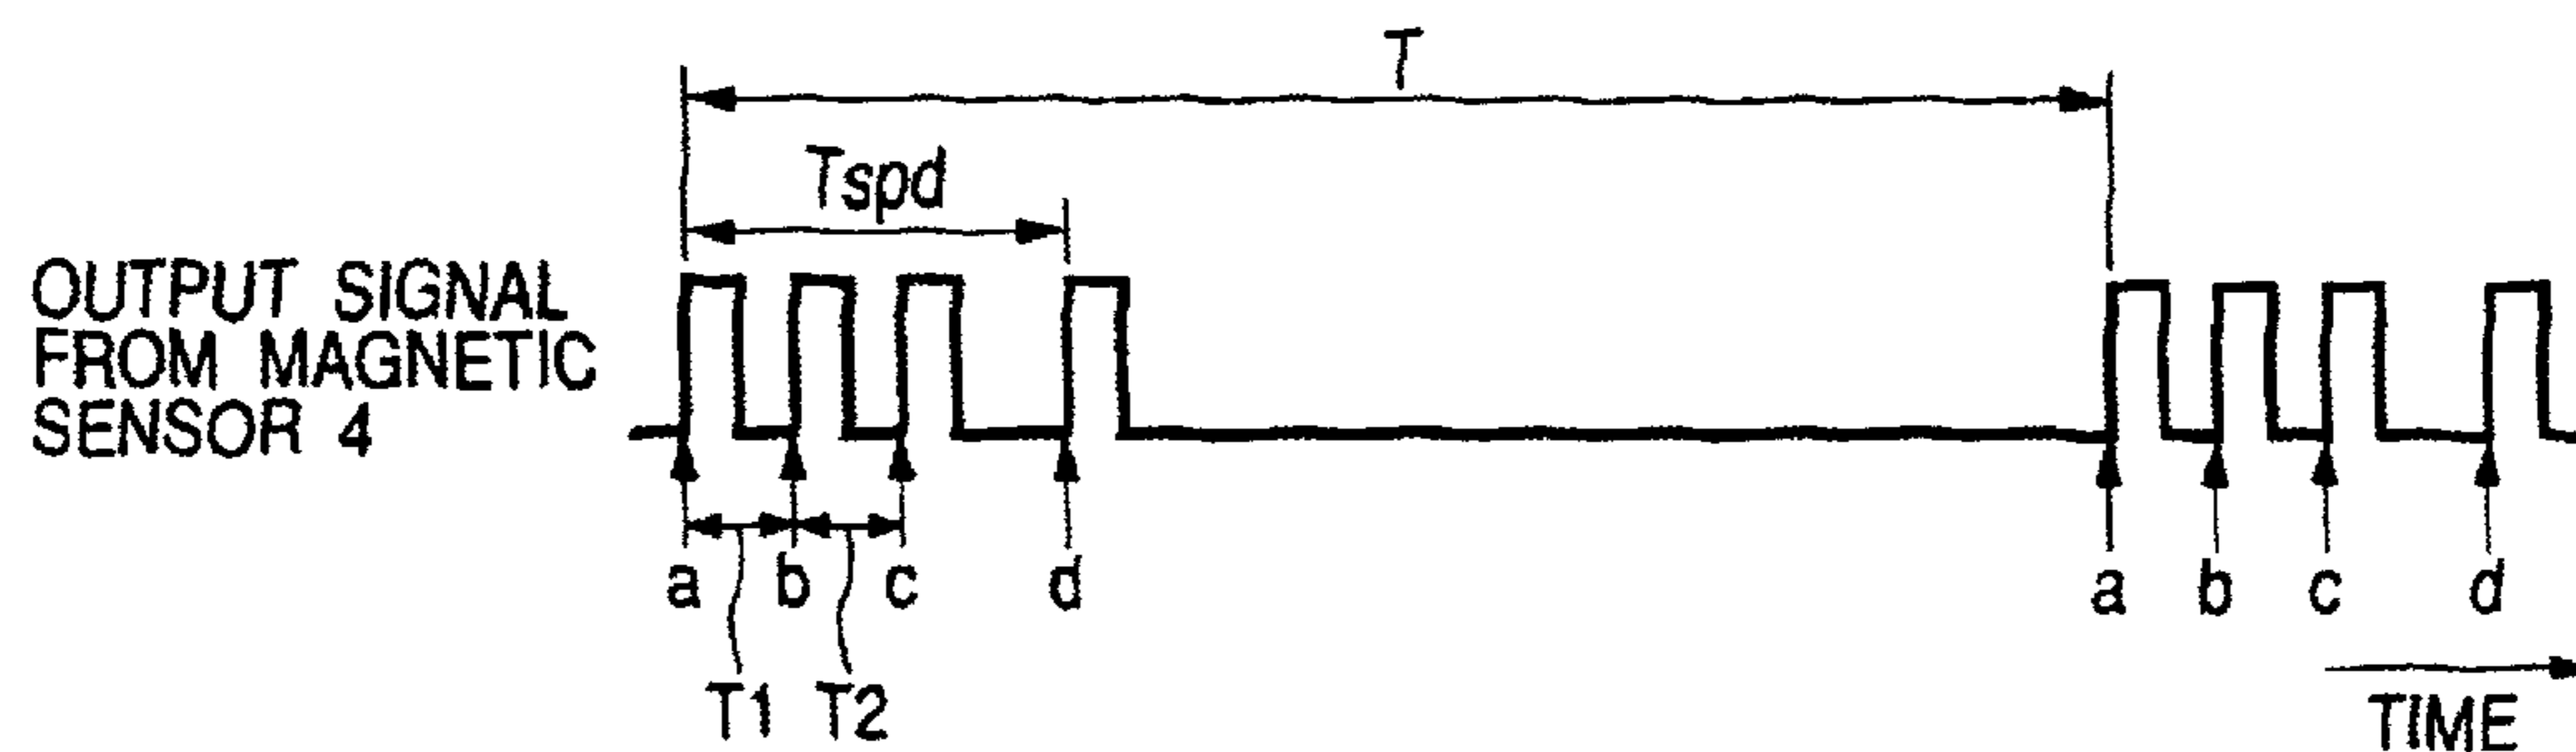 T
Tspd
OUTPUT SIGNAL
FROM MAGNETIC
SENSOR 4
a b c d a b c d
T1 T2
TIME